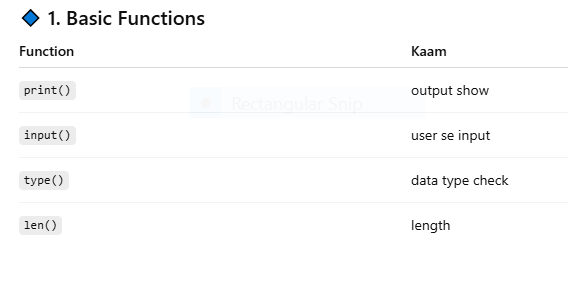 1. Basic Functions
Function Kaam
print() output show
Rectangular Snip
input() user se input
type() data type check
len() length